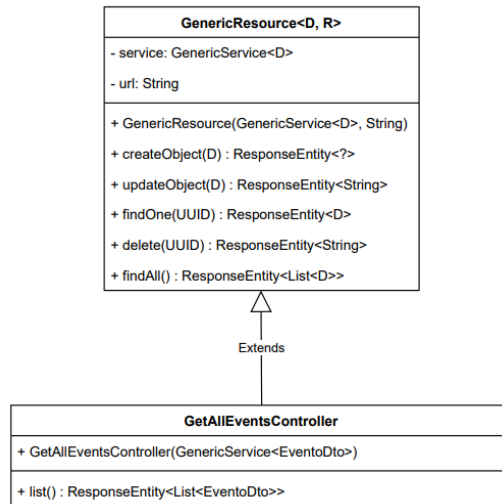 GenericResource<D, R>
- service: GenericService<D>
- url: String
+ GenericResource(GenericService<D>, String)
+ createObject(D) : ResponseEntity<?>
+ updateObject(D) : ResponseEntity<String>
+ findOne(UUID) : ResponseEntity<D>
+ delete(UUID) : ResponseEntity<String>
+ findAll() : ResponseEntity<List<D>>
Extends
GetAllEventsController
+ GetAllEventsController(GenericService<EventoDto>)
+ list() : ResponseEntity<List<EventoDto>>